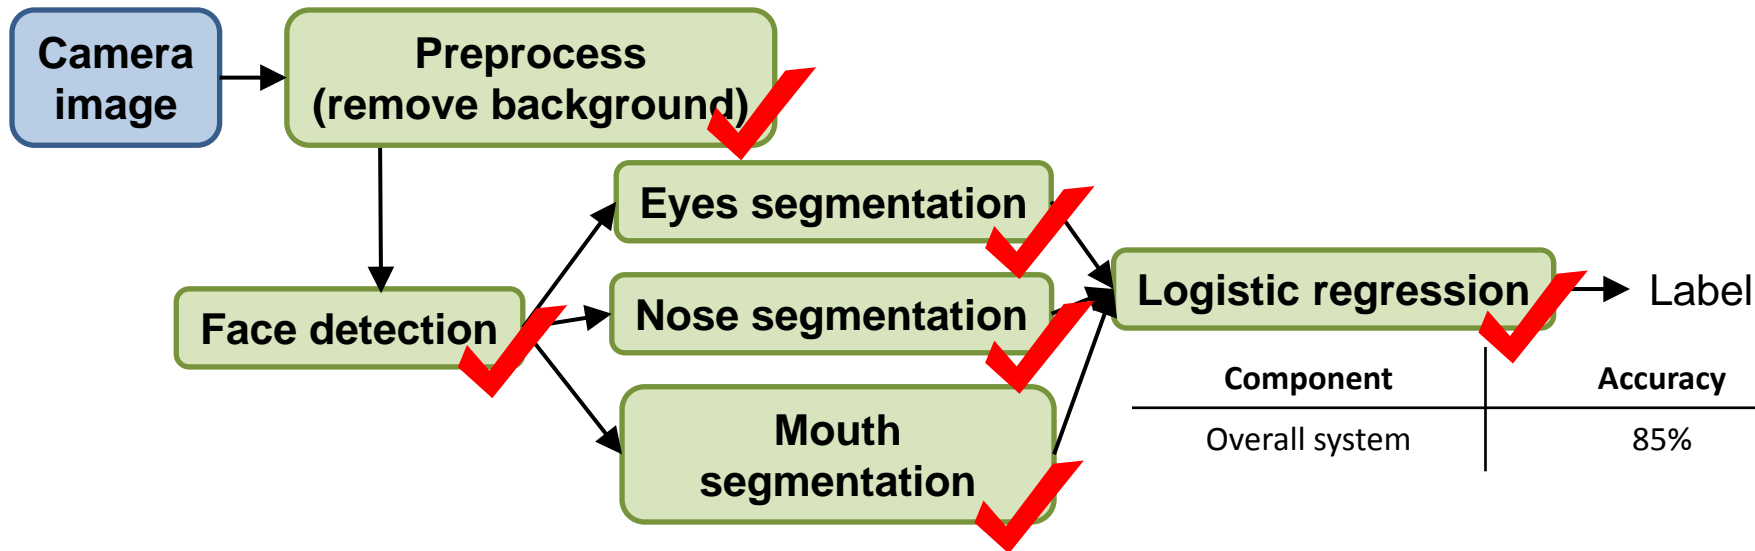 Camera
image
Preprocess
(remove background)
Eyes segmentation
Face detection
Nose segmentation
Mouth
segmentation
Logistic regression
Label
Component Accuracy
Overall system 85%